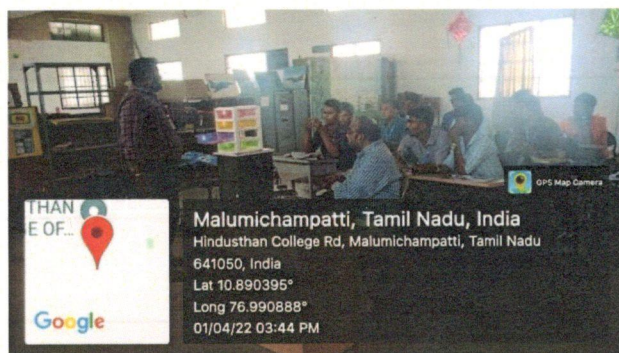 GPS Map Camera
THAN
E OF...
Google
Malumichampatti, Tamil Nadu, India
Hindusthan College Rd, Malumichampatti, Tamil Nadu
641050, India
Lat 10.890395°
Long 76.990888°
01/04/22 03:44 PM